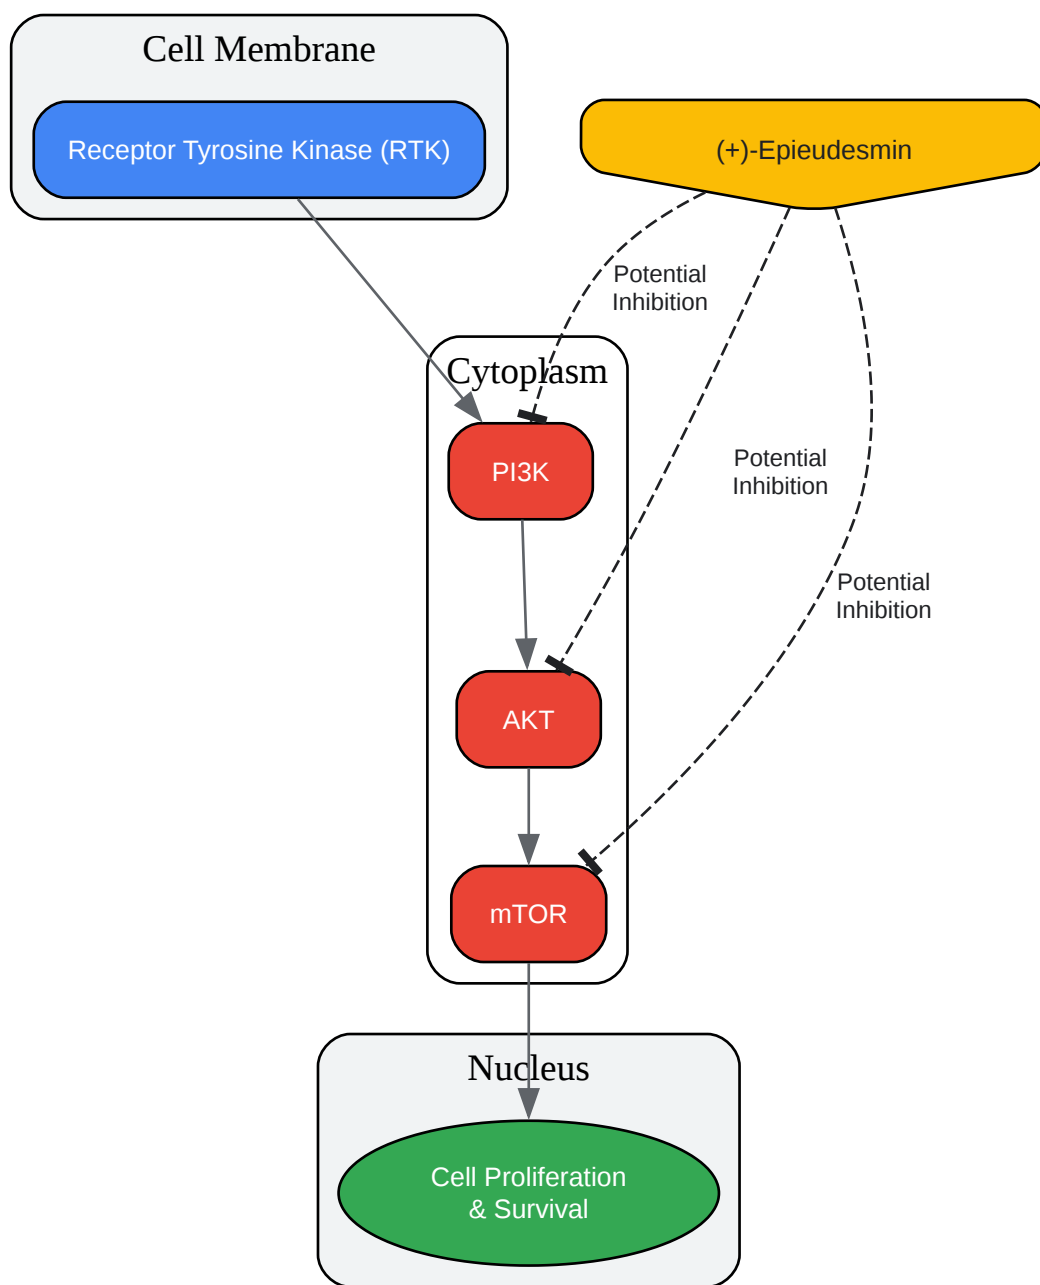 Cell Membrane
Receptor Tyrosine Kinase (RTK)
(+)-Epieudesmin
Potential
Inhibition
Cytoplasm
PI3K
Potential
Inhibition
Potential
Inhibition
AKT
mTOR
Nucleus
Cell Proliferation
& Survival